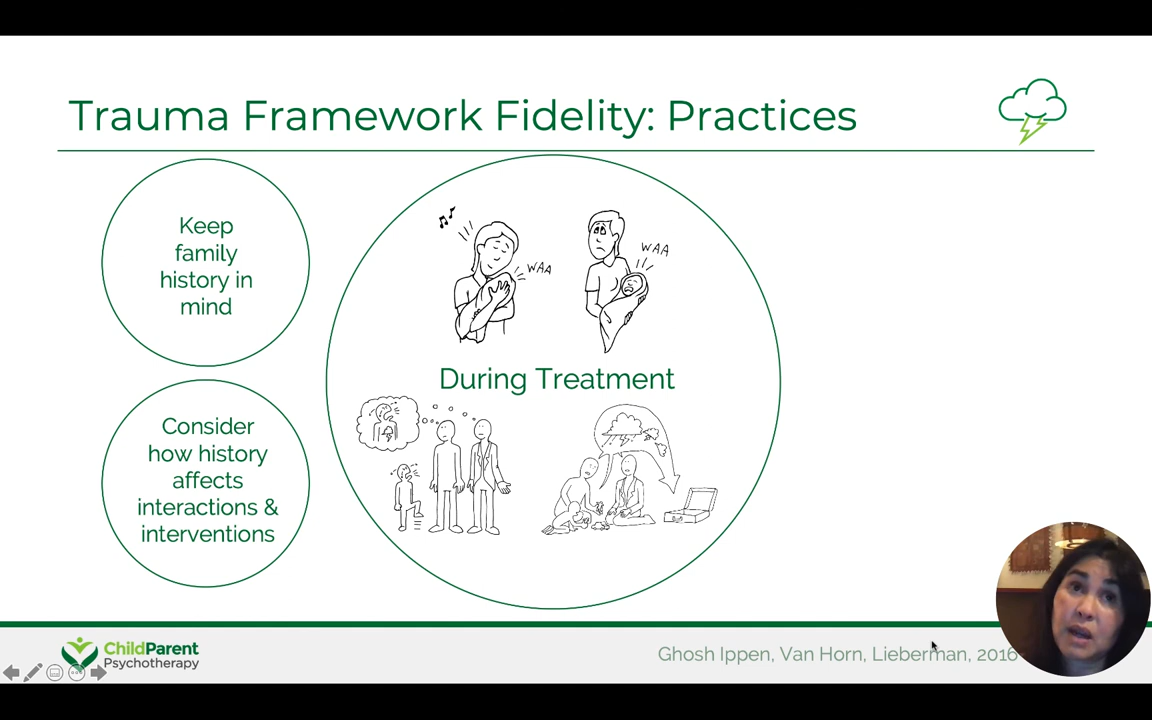 Trauma Framework Fidelity: Practices
Keep
family
history in
mind
Consider
how history
affects
interactions &
interventions
WAA
WAA
During Treatment
ChildParent
Psychotherapy
Ghosh Ippen, Van Horn, Lieberman, 2016